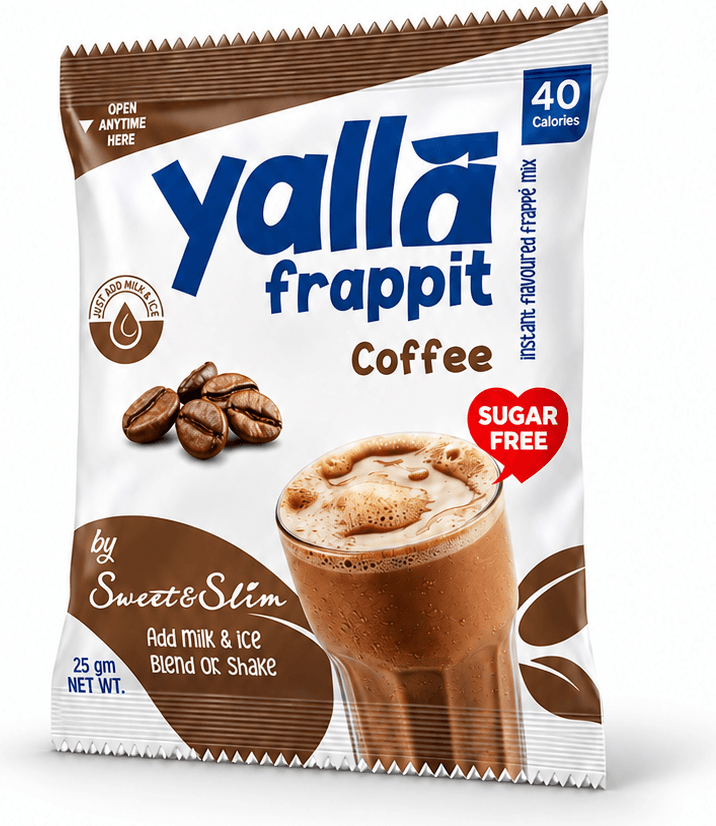 OPEN
ANYTIME
HERE
40
Calories
yalla
frappit
instant flavoured frappé mix
JUST ADD MILK & ICE
Coffee
SUGAR
FREE
by
Sweet&Slim
Add milk & ice
Blend or shake
25 gm
NET WT.